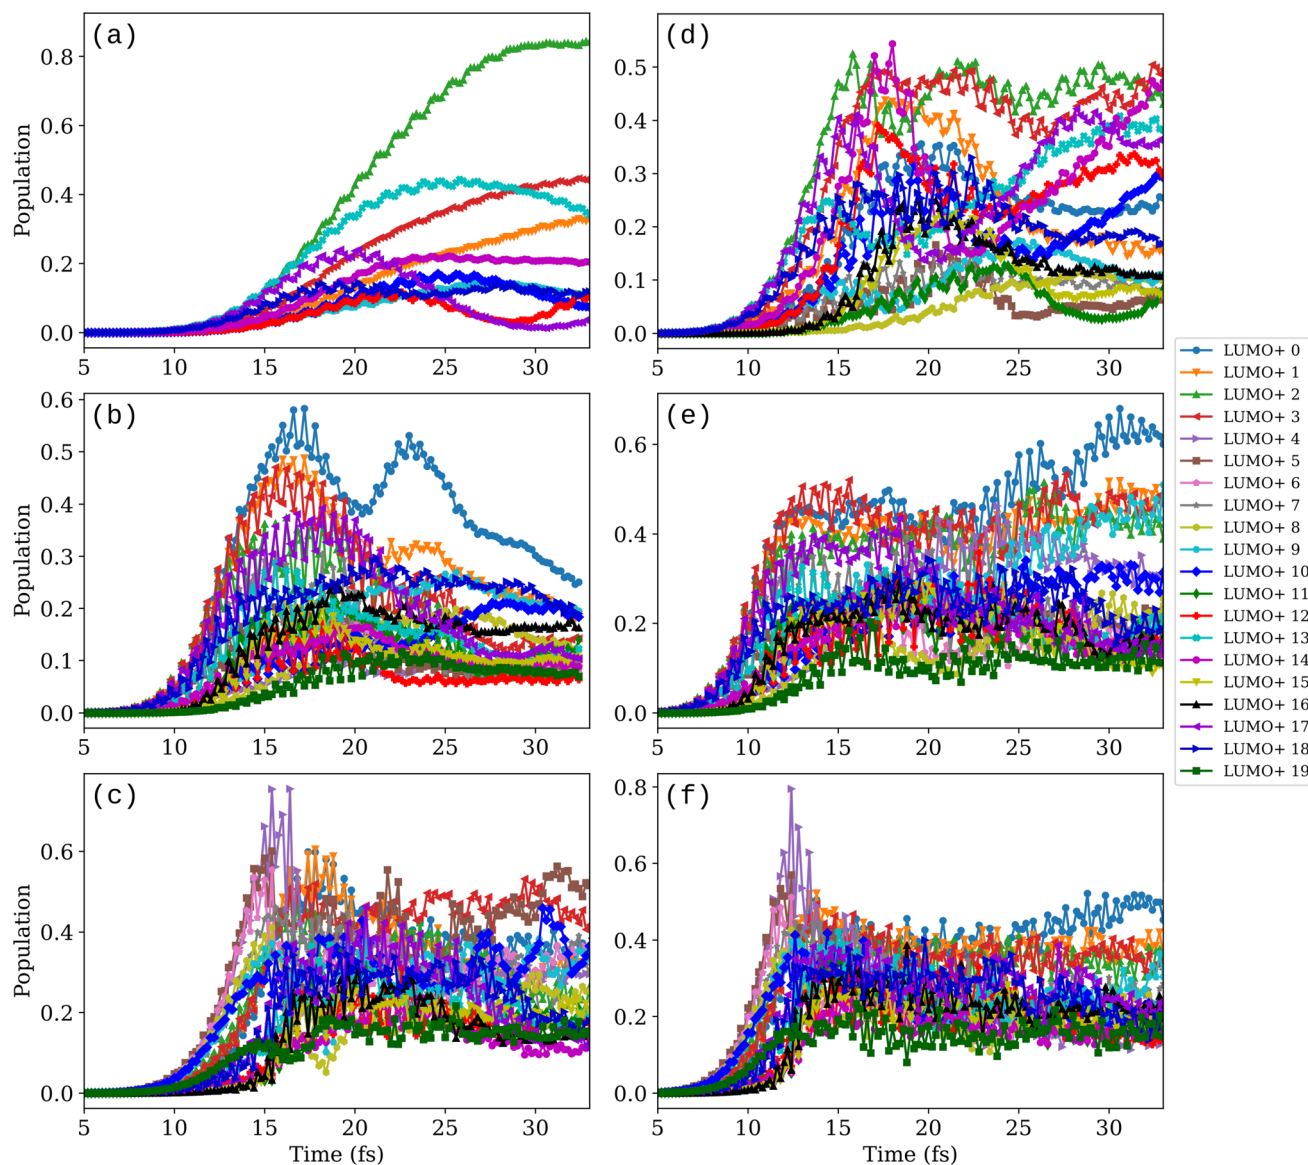 (a)
0.8
0.6
0.4
0.2
0.0
Population
5
10
15
20
25
30
(d)
0.5
0.4
0.3
0.2
0.1
0.0
5
10
15
20
25
30
(b)
0.6
0.5
0.4
0.3
0.2
0.1
0.0
Population
5
10
15
20
25
30
(e)
0.6
0.4
0.2
0.0
5
10
15
20
25
30
(c)
0.6
0.4
0.2
0.0
Population
5
10
15
20
25
30
Time (fs)
(f)
0.8
0.6
0.4
0.2
0.0
5
10
15
20
25
30
Time (fs)
LUMO+ 0
LUMO+ 1
LUMO+ 2
LUMO+ 3
LUMO+ 4
LUMO+ 5
LUMO+ 6
LUMO+ 7
LUMO+ 8
LUMO+ 9
LUMO+ 10
LUMO+ 11
LUMO+ 12
LUMO+ 13
LUMO+ 14
LUMO+ 15
LUMO+ 16
LUMO+ 17
LUMO+ 18
LUMO+ 19